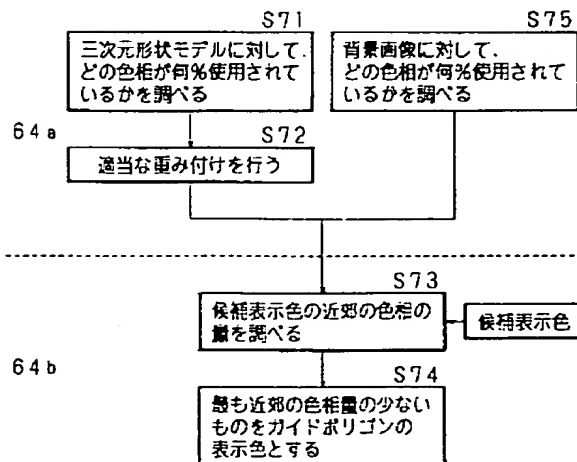 S71
三次元形状モデルに対して、
どの色相が何%使用されて
いるかを調べる
S75
背景画像に対して、
どの色相が何%使用されて
いるかを調べる
64a
S72
適当な重み付けを行う
S73
候補表示色の近郊の色相の
量を調べる
候補表示色
64b
S74
最も近郊の色相量の少ない
ものをガイドポリゴンの
表示色とする